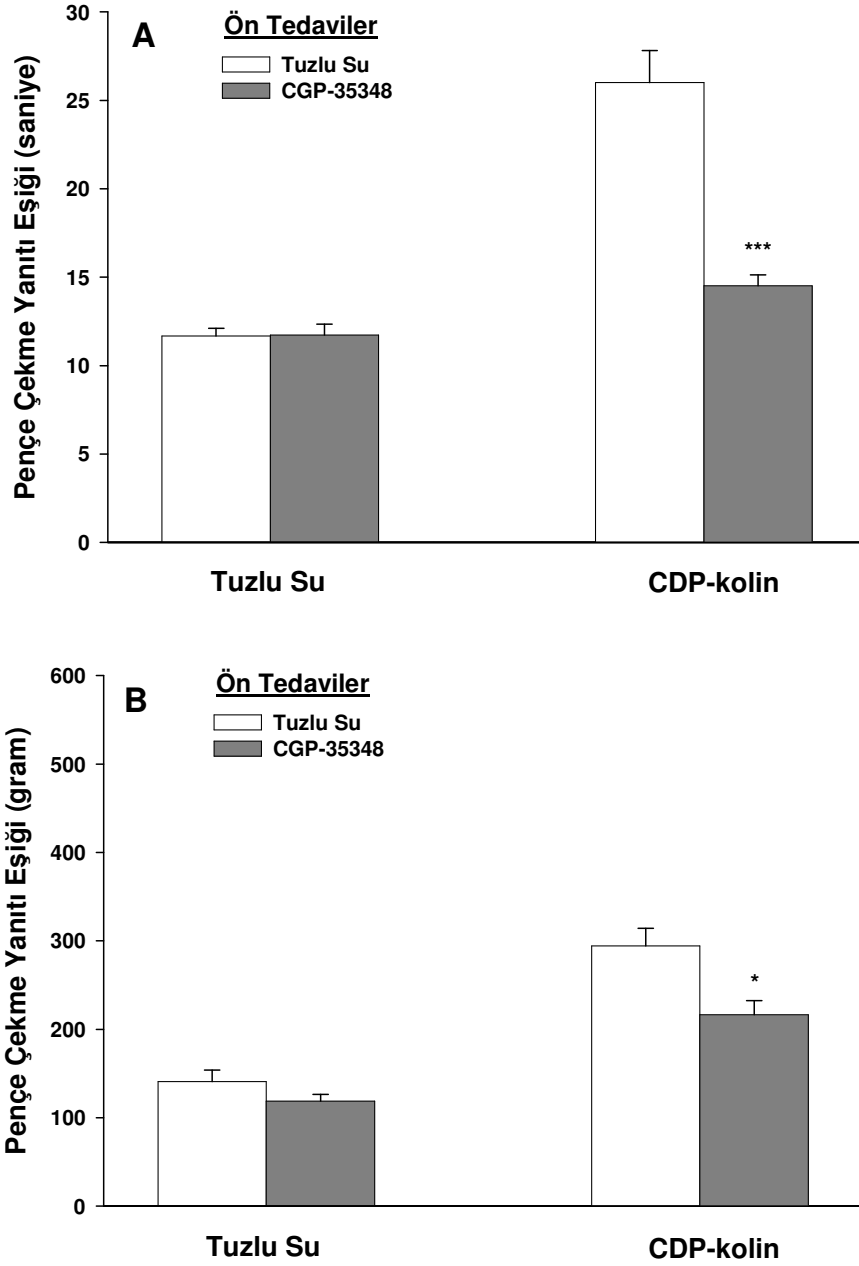 A
Ön Tedaviler
Tuzlu Su
CGP-35348
Pençe Çekme Yanıtı Eşiği (saniye)
30
25
20
15
10
5
0
***
Tuzlu Su
CDP-kolin
B
Ön Tedaviler
Tuzlu Su
CGP-35348
Pençe Çekme Yanıtı Eşiği (gram)
600
500
400
300
200
100
0
*
Tuzlu Su
CDP-kolin